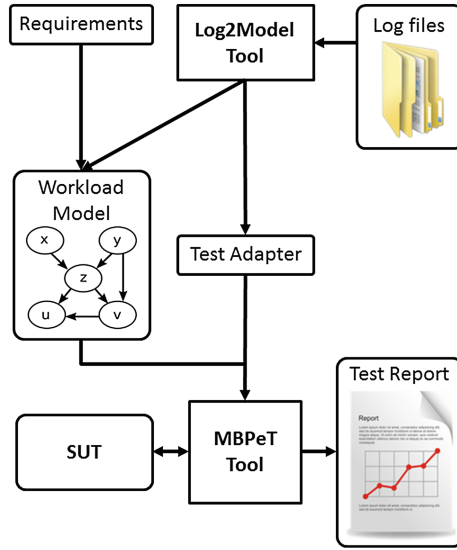 Requirements
Log2Model
Tool
Log files
Workload
Model
x
y
z
u
v
Test Adapter
Test Report
Report
SUT
MBPeT
Tool